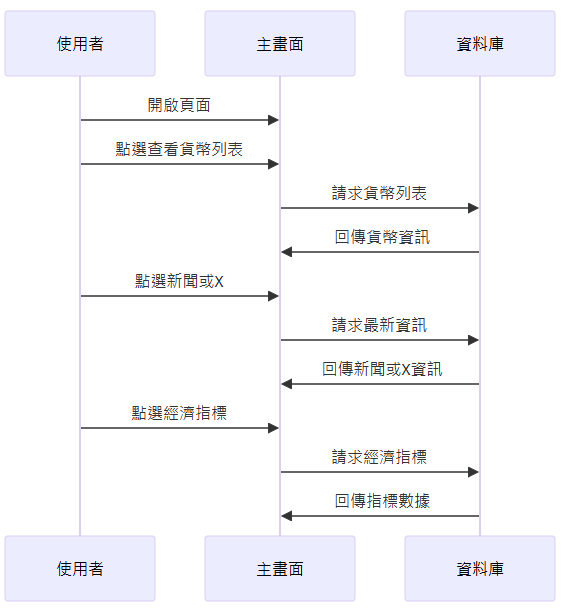 使用者
主畫面
資料庫
開啟頁面
點選查看貨幣列表
請求貨幣列表
回傳貨幣資訊
點選新聞或X
請求最新資訊
回傳新聞或X資訊
點選經濟指標
請求經濟指標
回傳指標數據
使用者
主畫面
資料庫